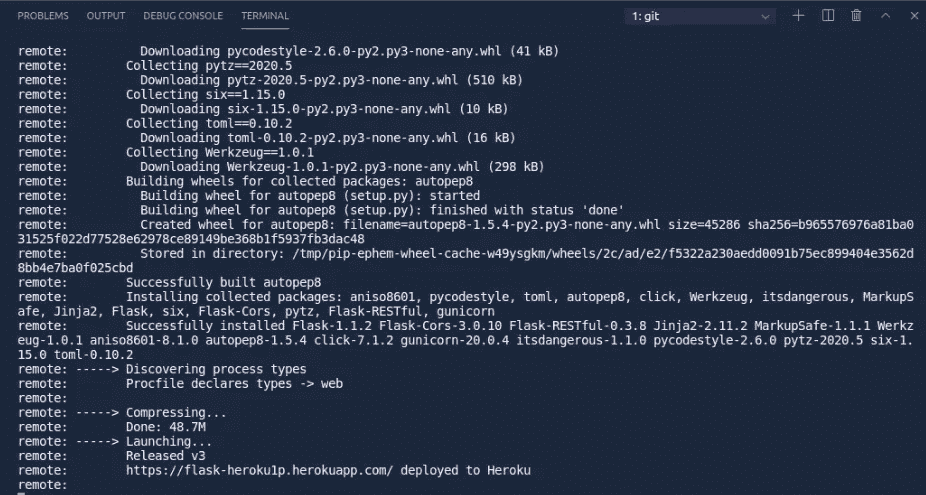 PROBLEMS OUTPUT DEBUG CONSOLE TERMINAL 1: git
remote: Downloading pycodestyle-2.6.0-py2.py3-none-any.whl (41 kB)
remote: Collecting pytz==2020.5
remote: Downloading pytz-2020.5-py2.py3-none-any.whl (510 kB)
remote: Collecting six==1.15.0
remote: Downloading six-1.15.0-py2.py3-none-any.whl (10 kB)
remote: Collecting toml==0.10.2
remote: Downloading toml-0.10.2-py2.py3-none-any.whl (16 kB)
remote: Collecting Werkzeug==1.0.1
remote: Downloading Werkzeug-1.0.1-py2.py3-none-any.whl (298 kB)
remote: Building wheels for collected packages: autopep8
remote: Building wheel for autopep8 (setup.py): started
remote: Building wheel for autopep8 (setup.py): finished with status 'done'
remote: Created wheel for autopep8: filename=autopep8-1.5.4-py2.py3-none-any.whl size=45286 sha256=b965576976a81ba0
31525f022d77528e62978ce89149be368b1f5937fb3dac48
remote: Stored in directory: /tmp/pip-ephem-wheel-cache-w49ysgkm/wheels/2c/ad/e2/f5322a230aedd0091b75ec899404e3562d
8bb4e7ba0f025cbd
remote: Successfully built autopep8
remote: Installing collected packages: aniso8601, pycodestyle, toml, autopep8, click, Werkzeug, itsdangerous, MarkupS
afe, Jinja2, Flask, six, Flask-Cors, pytz, Flask-RESTful, gunicorn
remote: Successfully installed Flask-1.1.2 Flask-Cors-3.0.10 Flask-RESTful-0.3.8 Jinja2-2.11.2 MarkupSafe-1.1.1 Werkz
eug-1.0.1 aniso8601-8.1.0 autopep8-1.5.4 click-7.1.2 gunicorn-20.0.4 itsdangerous-1.1.0 pycodestyle-2.6.0 pytz-2020.5 six-1.
15.0 toml-0.10.2
remote: -----> Discovering process types
remote: Procfile declares types -> web
remote:
remote: -----> Compressing...
remote: Done: 48.7M
remote: -----> Launching...
remote: Released v3
remote: https://flask-heroku1p.herokuapp.com/ deployed to Heroku
remote: